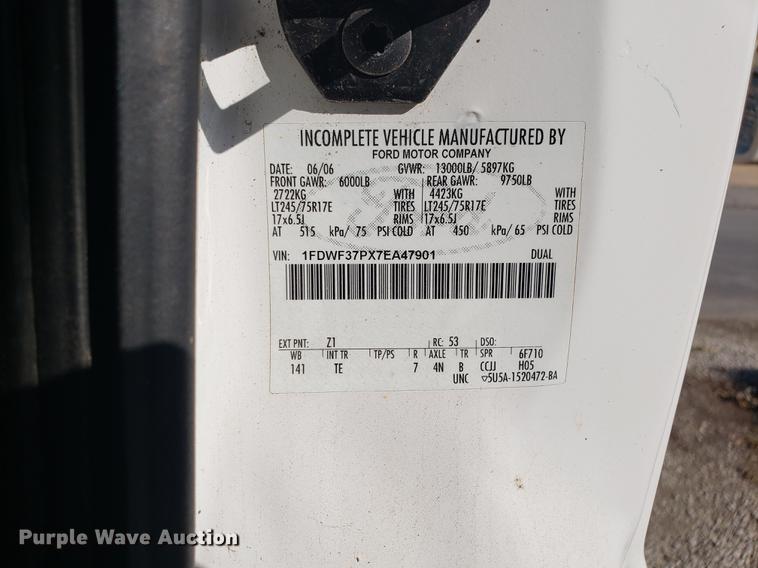 INCOMPLETE VEHICLE MANUFACTURED BY
FORD MOTOR COMPANY
DATE: 06/06 GVWR: 13000LB/ 5897KG
FRONT GAWR: 6000LB REAR GAWR: 9750LB
2722KG WITH 4423KG WITH
LT245/75R17E TIRES LT245/75R17E TIRES
17x6.5J RIMS 17x6.5J RIMS
AT 515 kPa/ 75 PSI COLD AT 450 kPa/ 65 PSI COLD
VIN: 1FDWF37PX7EA47901 DUAL
EXT PNT: Z1 RC: 53 DSO:
WB INT TR TP/PS R AXLE TR SPR 6F710
141 TE 7 4N B CCJJ H05
UNC ▽5U5A-1520472-BA
Purple Wave Auction